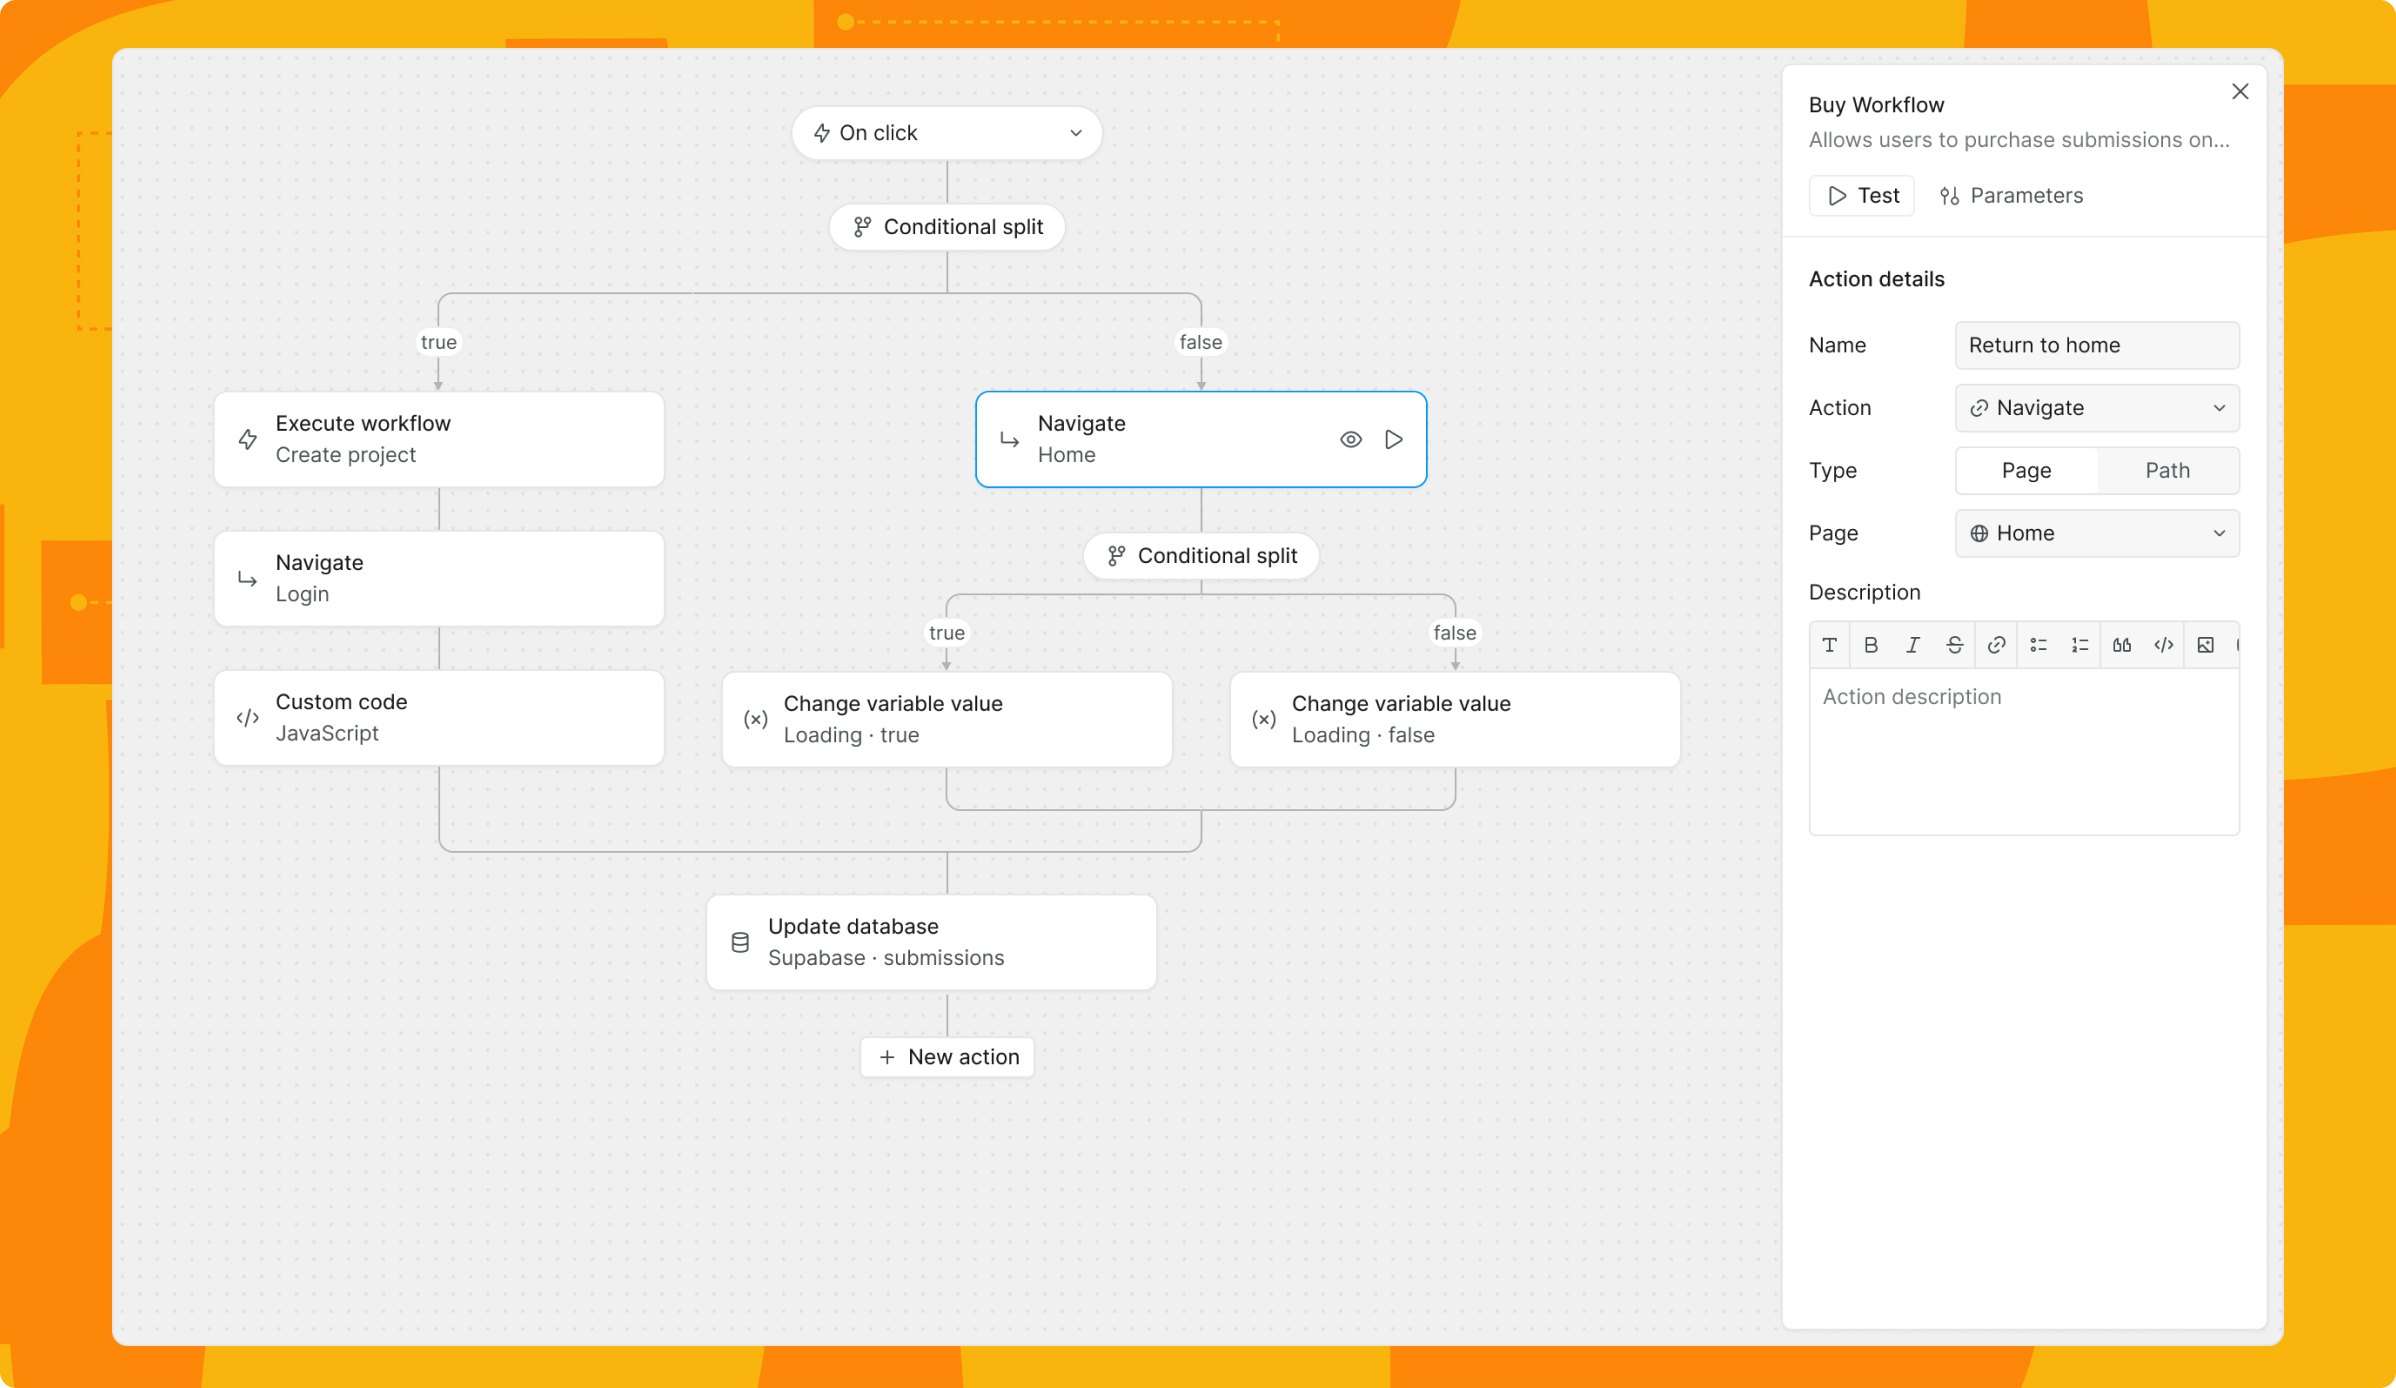 On click
Conditional split
true
false
Execute workflow
Create project
Navigate
Home
Navigate
Login
Conditional split
true
false
Custom code
JavaScript
Change variable value
Loading · true
Change variable value
Loading · false
Update database
Supabase · submissions
+ New action
Buy Workflow
Allows users to purchase submissions on...
Test
Parameters
Action details
Name
Return to home
Action
Navigate
Type
Page
Path
Page
Home
Description
Action description